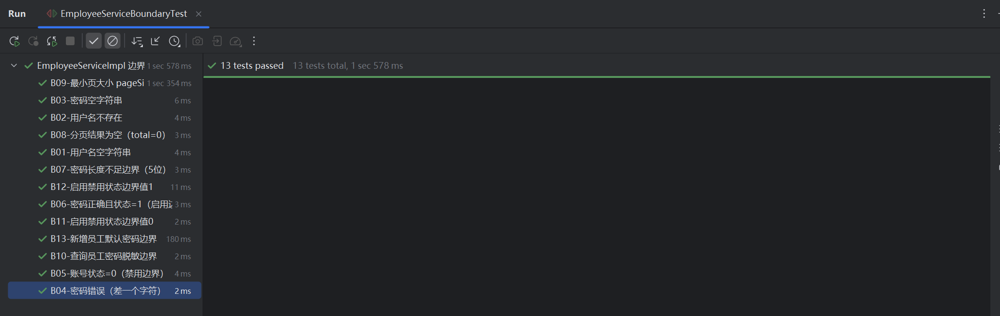 Run EmployeeServiceBoundaryTest
EmployeeServiceImpl 边界 1 sec 578 ms
13 tests passed 13 tests total, 1 sec 578 ms
B09-最小页大小 pageSi 1 sec 354 ms
B03-密码空字符串 6 ms
B02-用户名不存在 4 ms
B08-分页结果为空（total=0） 3 ms
B01-用户名空字符串 4 ms
B07-密码长度不足边界（5位） 3 ms
B12-启用禁用状态边界值1 11 ms
B06-密码正确且状态=1（启用 3 ms
B11-启用禁用状态边界值0 2 ms
B13-新增员工默认密码边界 180 ms
B10-查询员工密码脱敏边界 2 ms
B05-账号状态=0（禁用边界） 4 ms
B04-密码错误（差一个字符） 2 ms